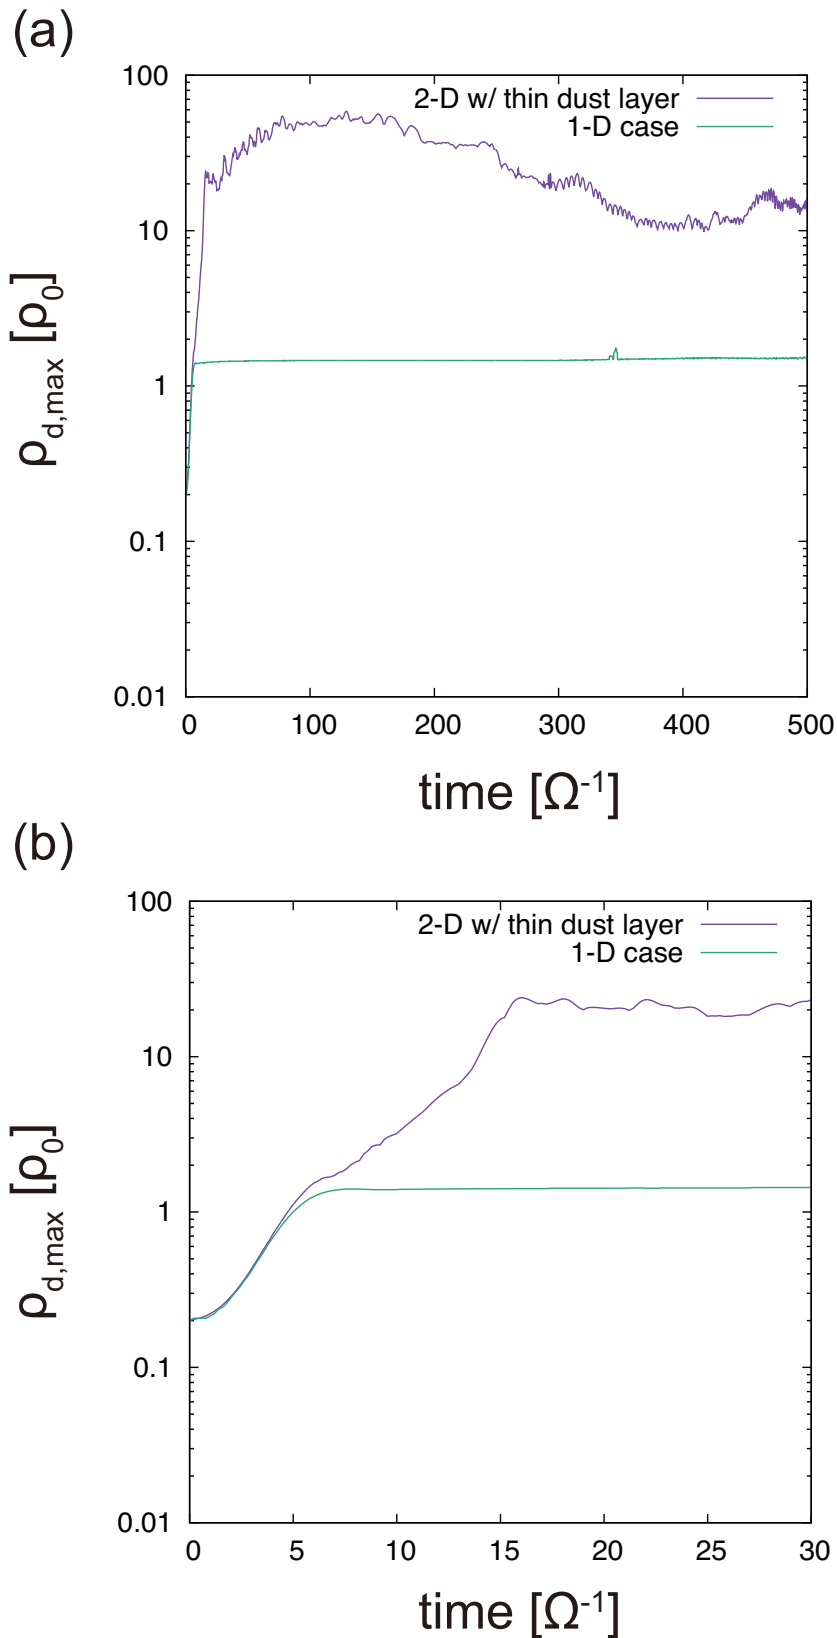 (a)
100
2-D w/ thin dust layer
1-D case
10
1
0.1
0.01
ρd,max [ρ0]
0 100 200 300 400 500
time [Ω-1]
(b)
100
2-D w/ thin dust layer
1-D case
10
1
0.1
0.01
ρd,max [ρ0]
0 5 10 15 20 25 30
time [Ω-1]